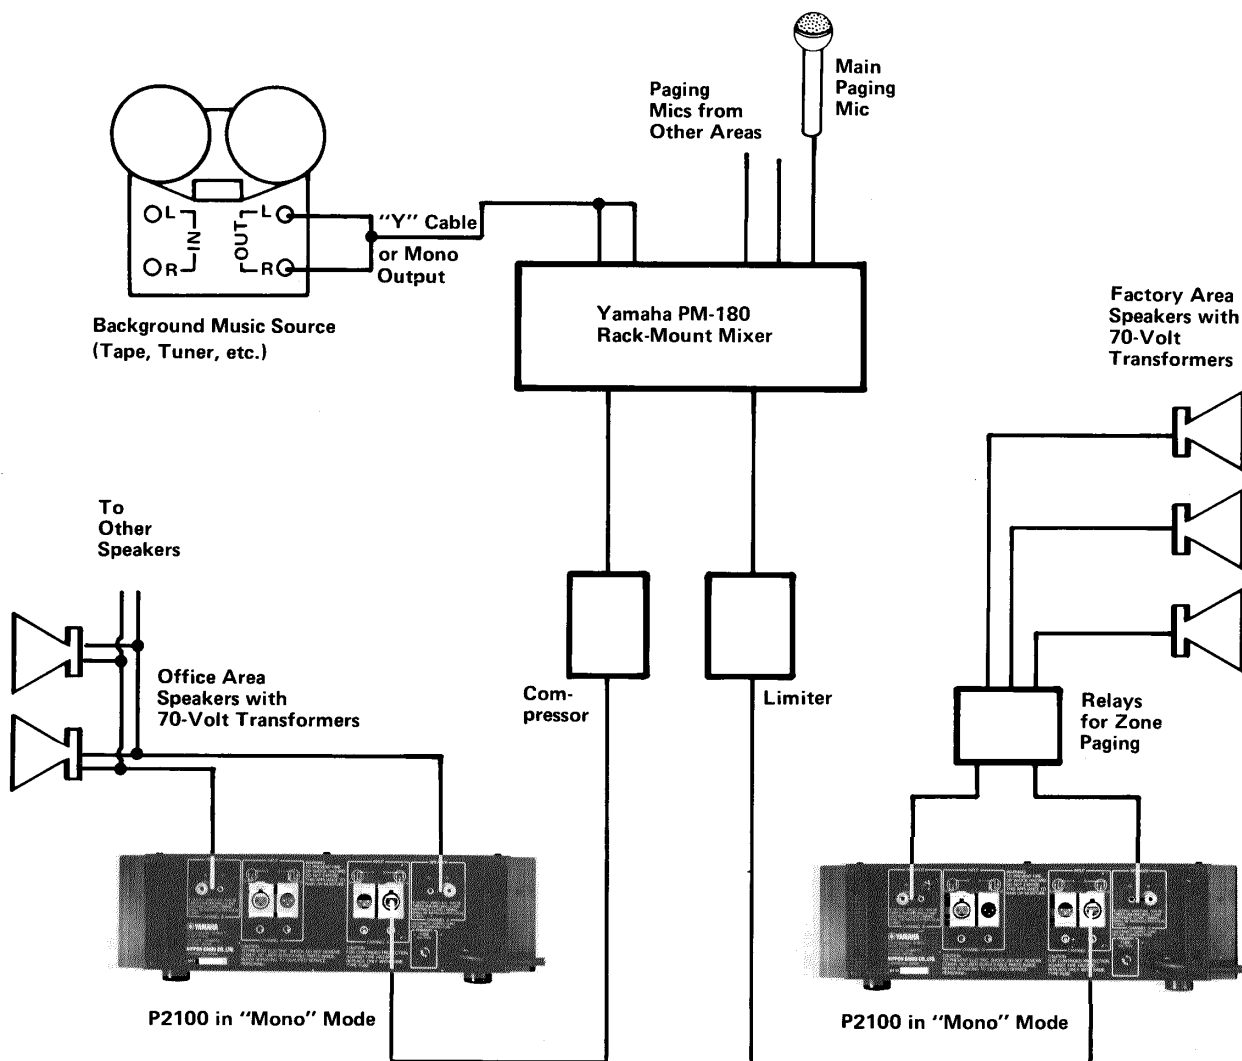 Main
Paging
Mic
Paging
Mics from
Other Areas
L
IN
R
OUT
L
R
"Y" Cable
or Mono
Output
Background Music Source
(Tape, Tuner, etc.)
Yamaha PM-180
Rack-Mount Mixer
Factory Area
Speakers with
70-Volt
Transformers
To
Other
Speakers
Office Area
Speakers with
70-Volt Transformers
Com-
pressor
Limiter
Relays
for Zone
Paging
YAMAHA
YAMAHA
P2100 in "Mono" Mode
P2100 in "Mono" Mode